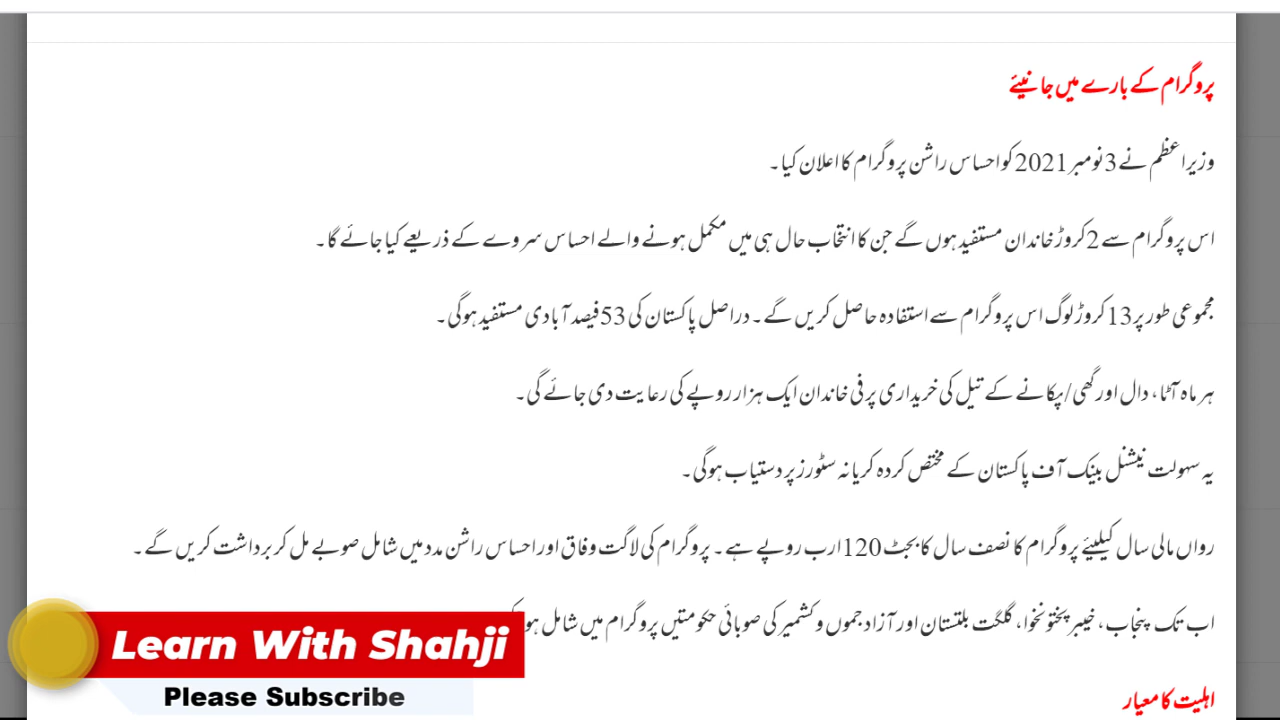 پروگرام کے بارے میں جانیئے
وزیراعظم نے 3 نومبر 2021 کو احساس راشن پروگرام کا اعلان کیا۔
اس پروگرام سے 2 کروڑ خاندان مستفید ہوں گے جن کا انتخاب حال ہی میں مکمل ہونے والے احساس سروے کے ذریعے کیا جائے گا۔
مجموعی طور پر 13 کروڑ لوگ اس پروگرام سے استفادہ حاصل کریں گے۔ دراصل پاکستان کی 53 فیصد آبادی مستفید ہوگی۔
ہر ماہ آٹا، دال اور گھی/پکانے کے تیل کی خریداری پر فی خاندان ایک ہزار روپے کی رعایت دی جائے گی۔
یہ سہولت نیشنل بینک آف پاکستان کے مختص کردہ کریانہ سٹورز پر دستیاب ہوگی۔
رواں مالی سال کیلیئے پروگرام کا نصف سال کا بجٹ 120 ارب روپے ہے۔ پروگرام کی لاگت وفاق اور احساس راشن مدد میں شامل صوبے مل کر برداشت کریں گے۔
اب تک پنجاب، خیبر پختونخوا، گلگت بلتستان اور آزاد جموں و کشمیر کی صوبائی حکومتیں پروگرام میں شامل
Learn With Shahji
Please Subscribe
اہلیت کا معیار